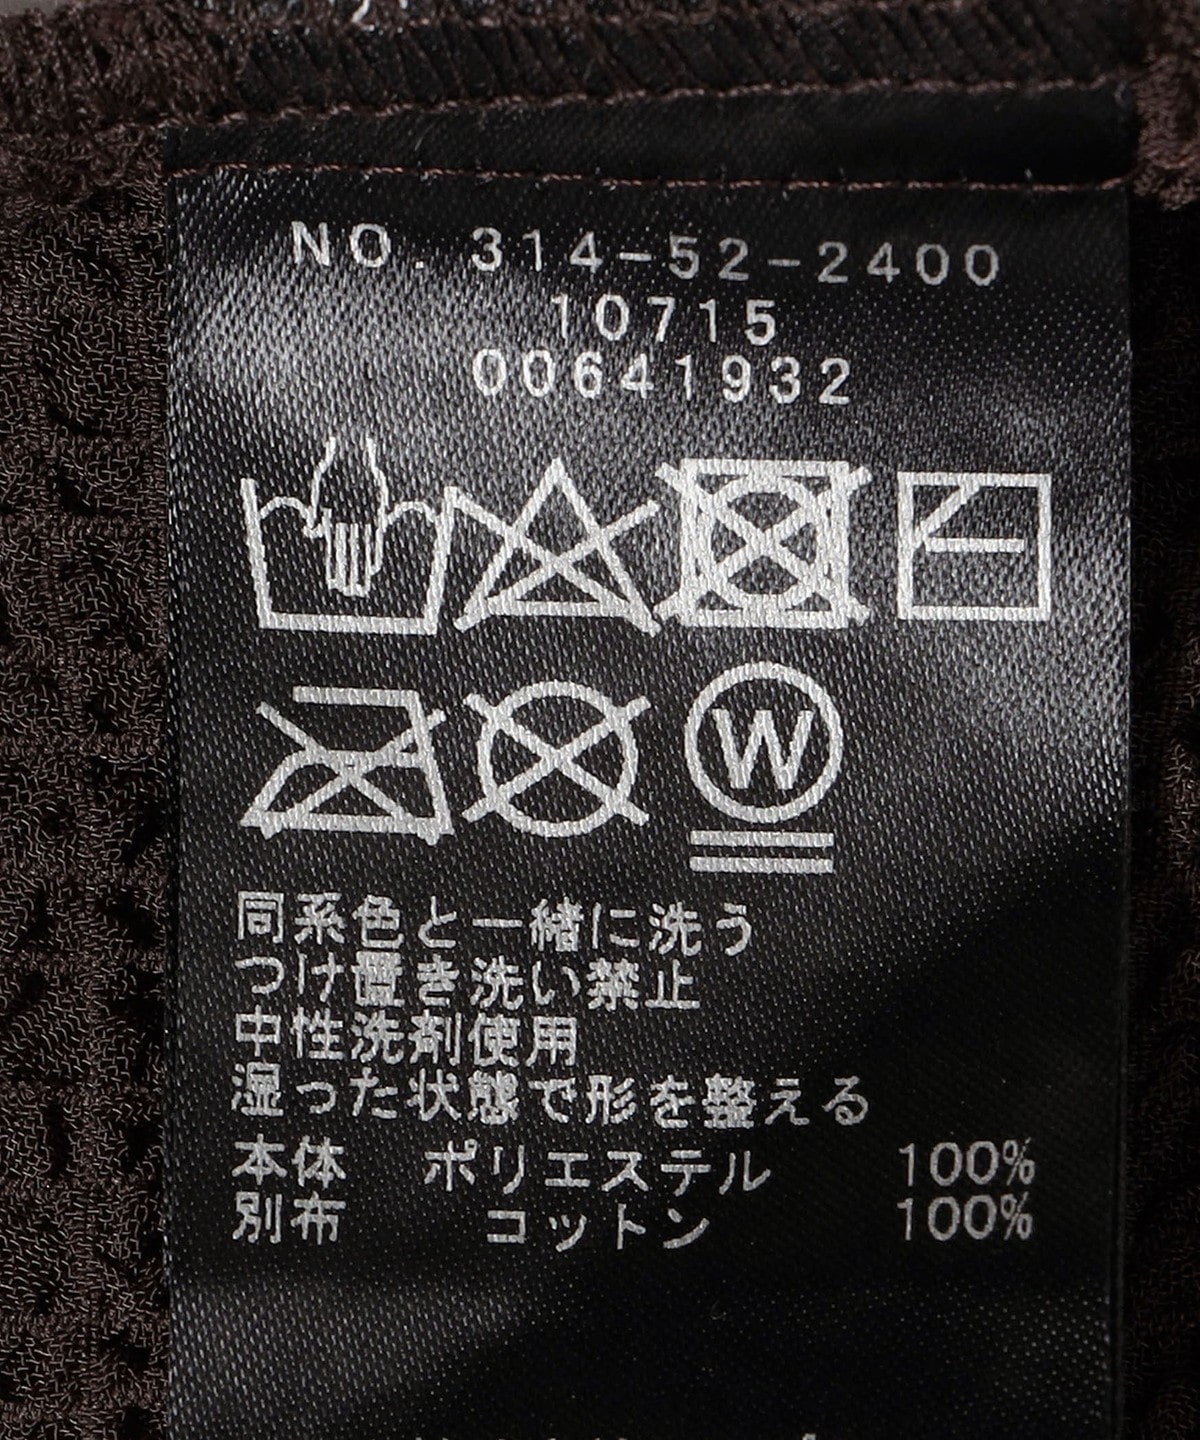 NO. 314-52-2400
10715
00641932
W
同系色と一緒に洗う
つけ置き洗い禁止
中性洗剤使用
湿った状態で形を整える
本体 ポリエステル 100%
別布 コットン 100%